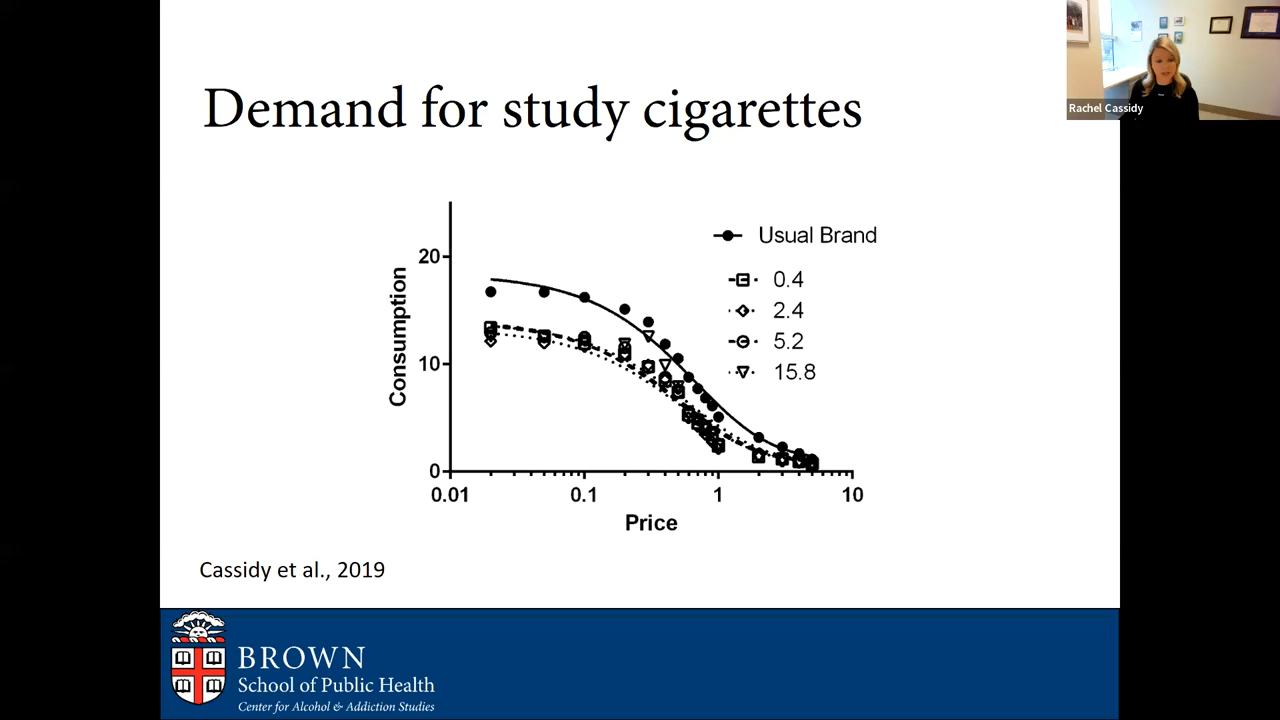 Demand for study cigarettes
Rachel Cassidy
Usual Brand
0.4
2.4
5.2
15.8
Consumption
20
10
0
0.01 0.1 1 10
Price
Cassidy et al., 2019
BROWN
School of Public Health
Center for Alcohol & Addiction Studies